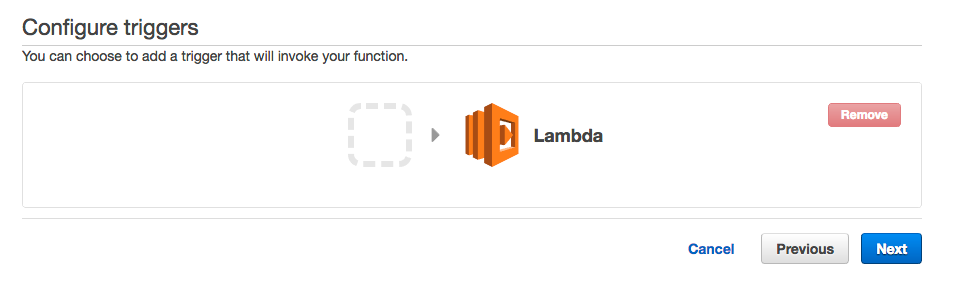 Configure triggers
You can choose to add a trigger that will invoke your function.
Remove
Lambda
Cancel
Previous
Next